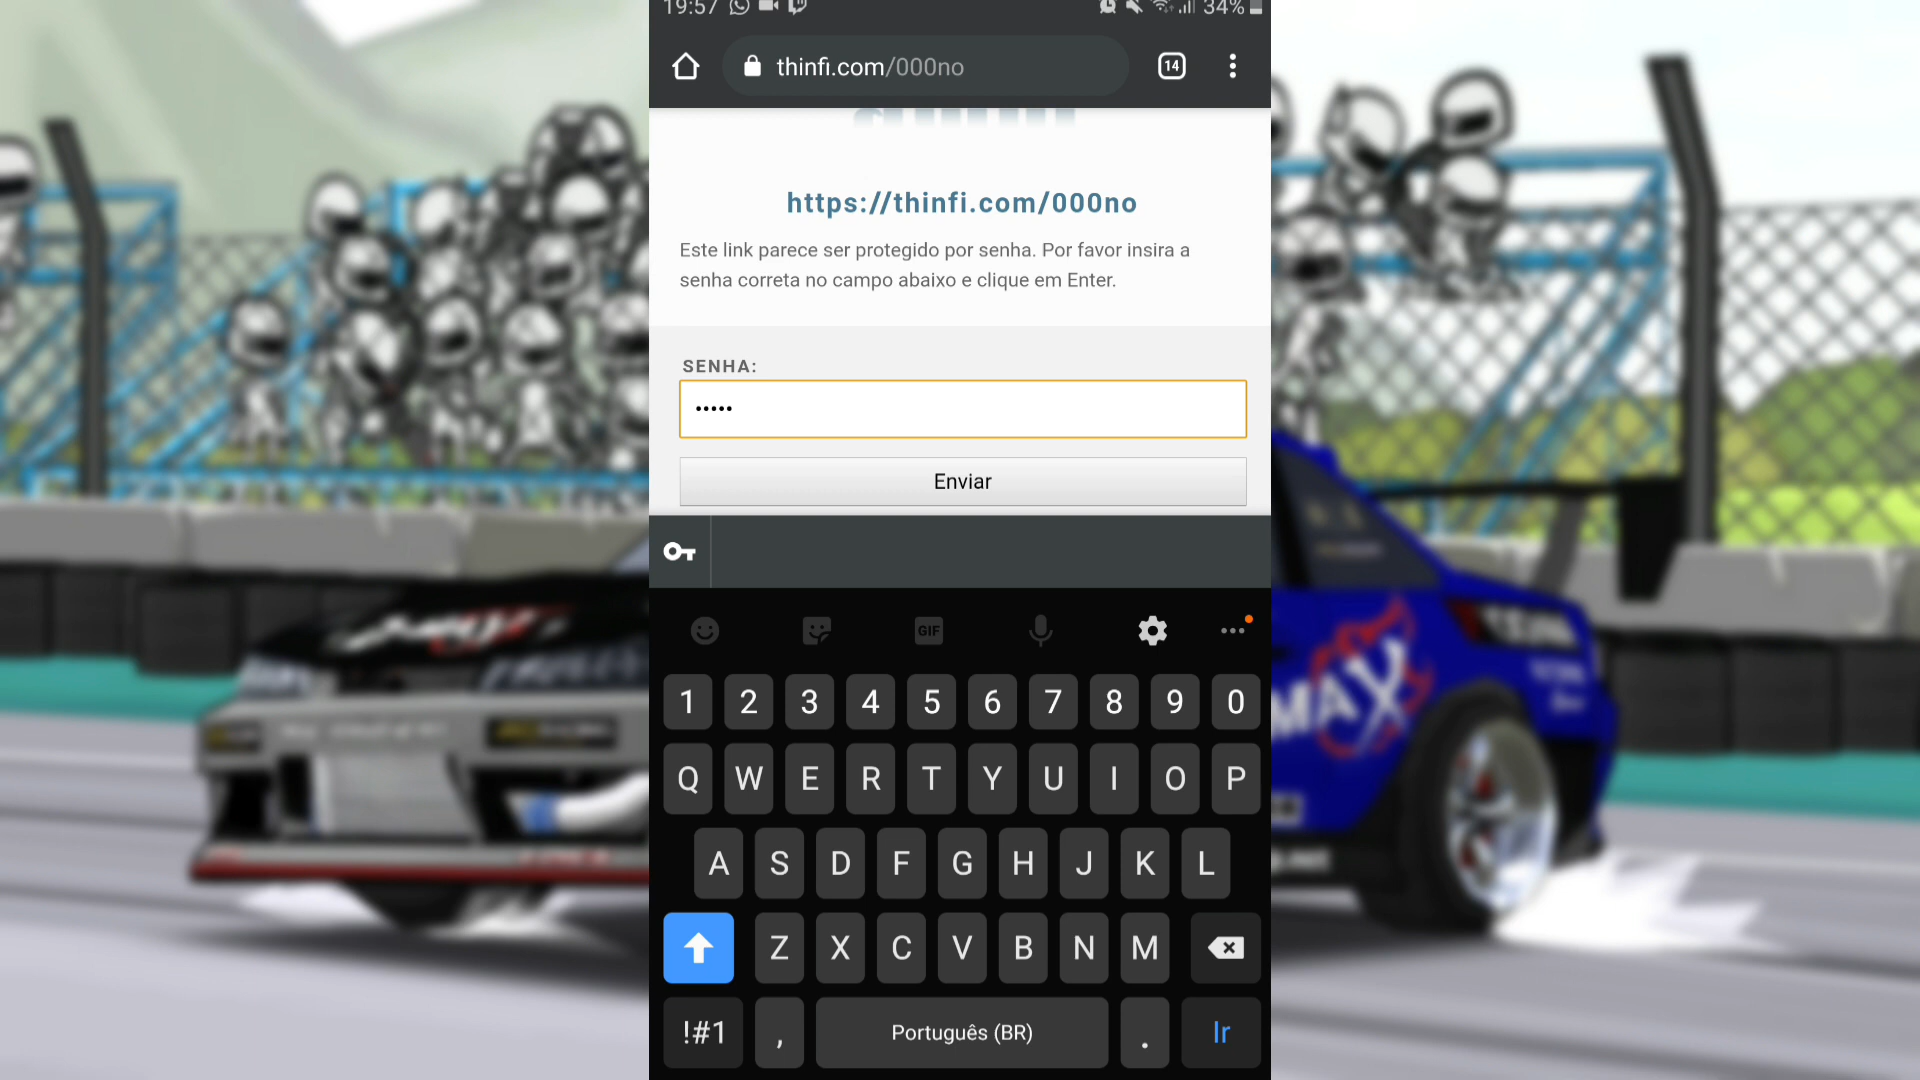 19:57
34%
thinfi.com/000no
14
https://thinfi.com/000no
Este link parece ser protegido por senha. Por favor insira a
senha correta no campo abaixo e clique em Enter.
SENHA:
•••••
Enviar
GIF
1 2 3 4 5 6 7 8 9 0
Q W E R T Y U I O P
A S D F G H J K L
Z X C V B N M
!#1 , Português (BR) . Ir
MAX